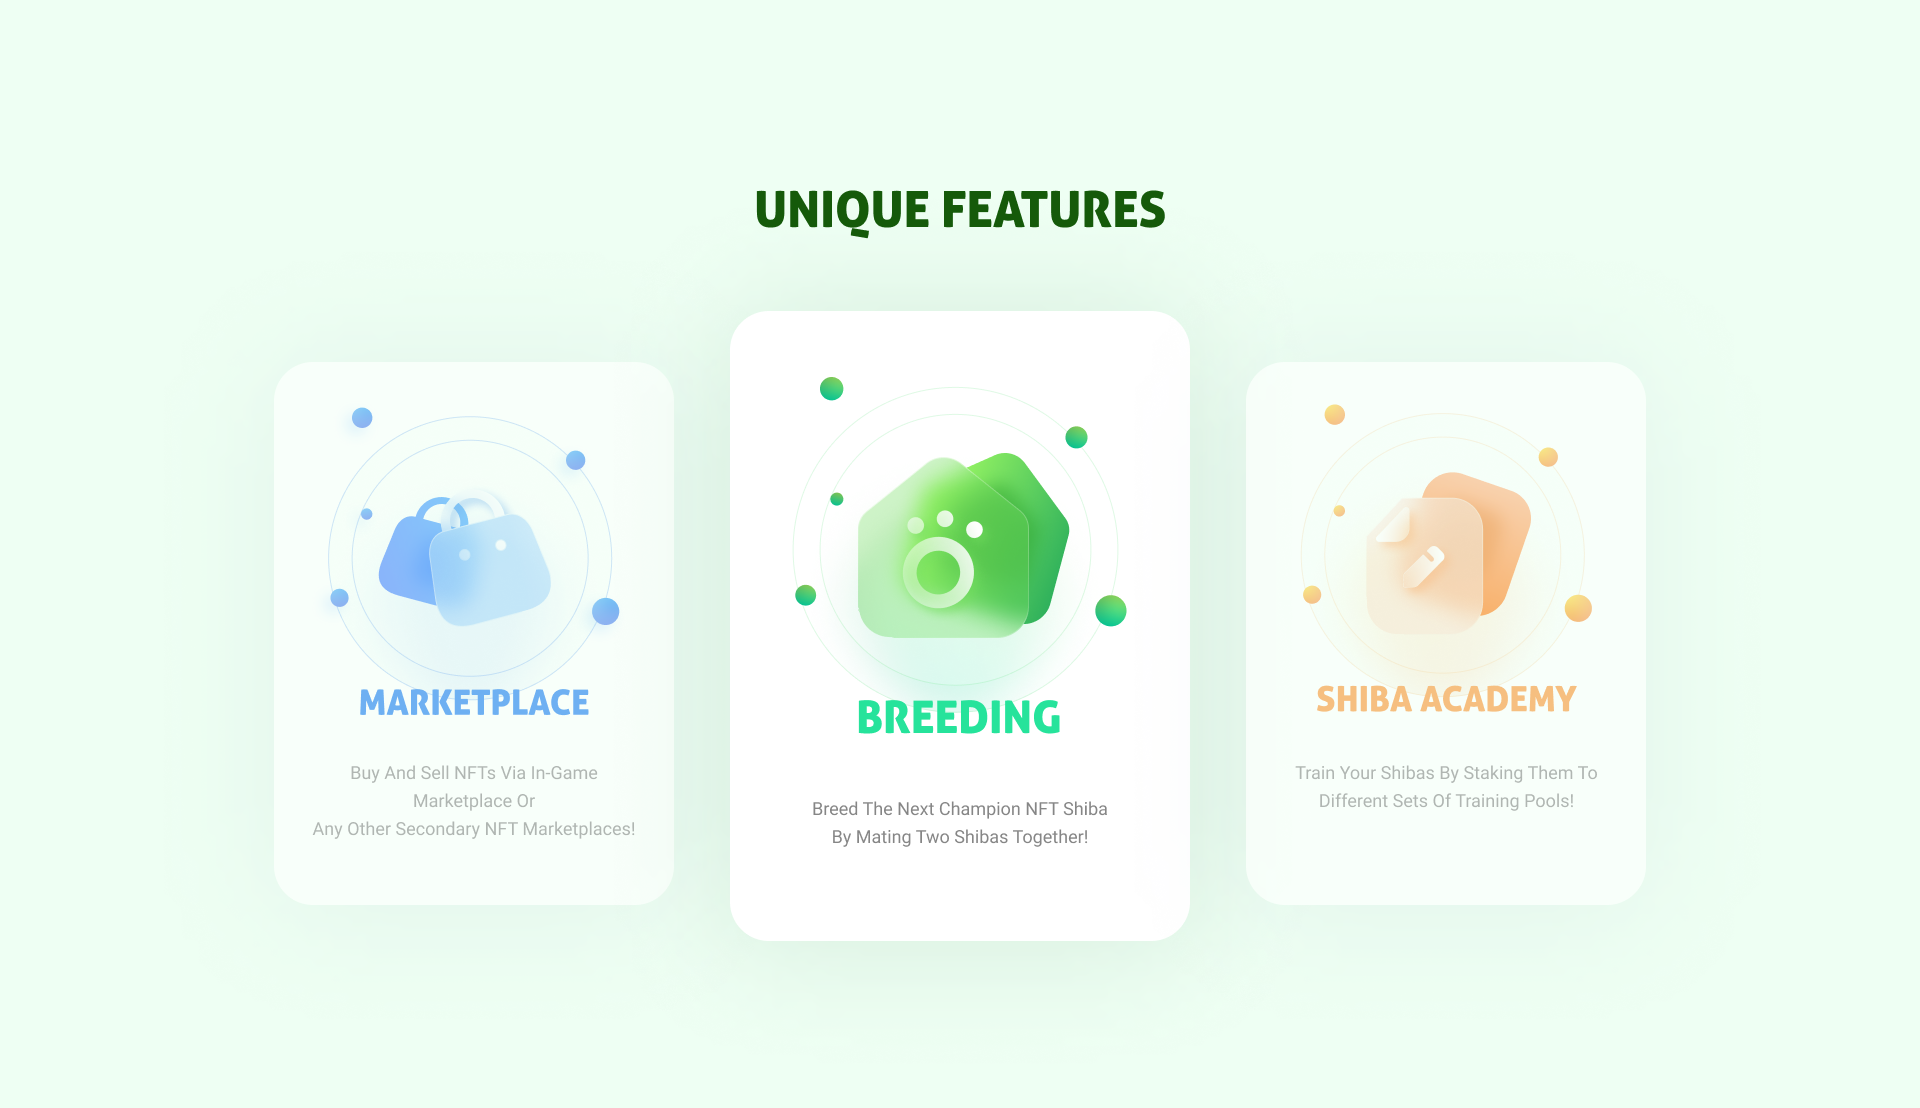 UNIQUE FEATURES
MARKETPLACE
Buy And Sell NFTs Via In-Game
Marketplace Or
Any Other Secondary NFT Marketplaces!
BREEDING
Breed The Next Champion NFT Shiba
By Mating Two Shibas Together!
SHIBA ACADEMY
Train Your Shibas By Staking Them To
Different Sets Of Training Pools!